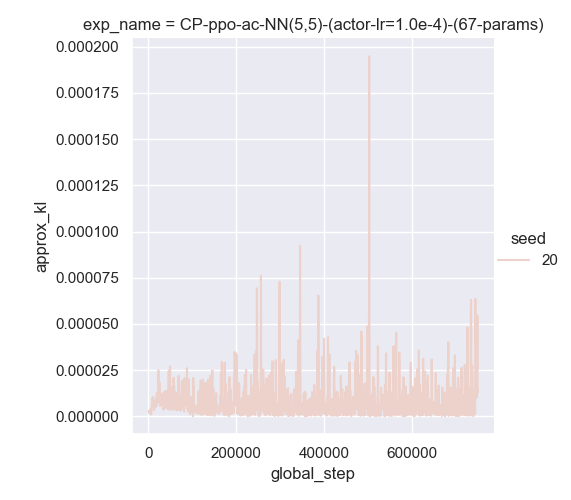 exp_name = CP-ppo-ac-NN(5,5)-(actor-lr=1.0e-4)-(67-params)
0.000200
0.000175
0.000150
0.000125
0.000100
0.000075
0.000050
0.000025
0.000000
approx_kl
0 200000 400000 600000
global_step
seed
20